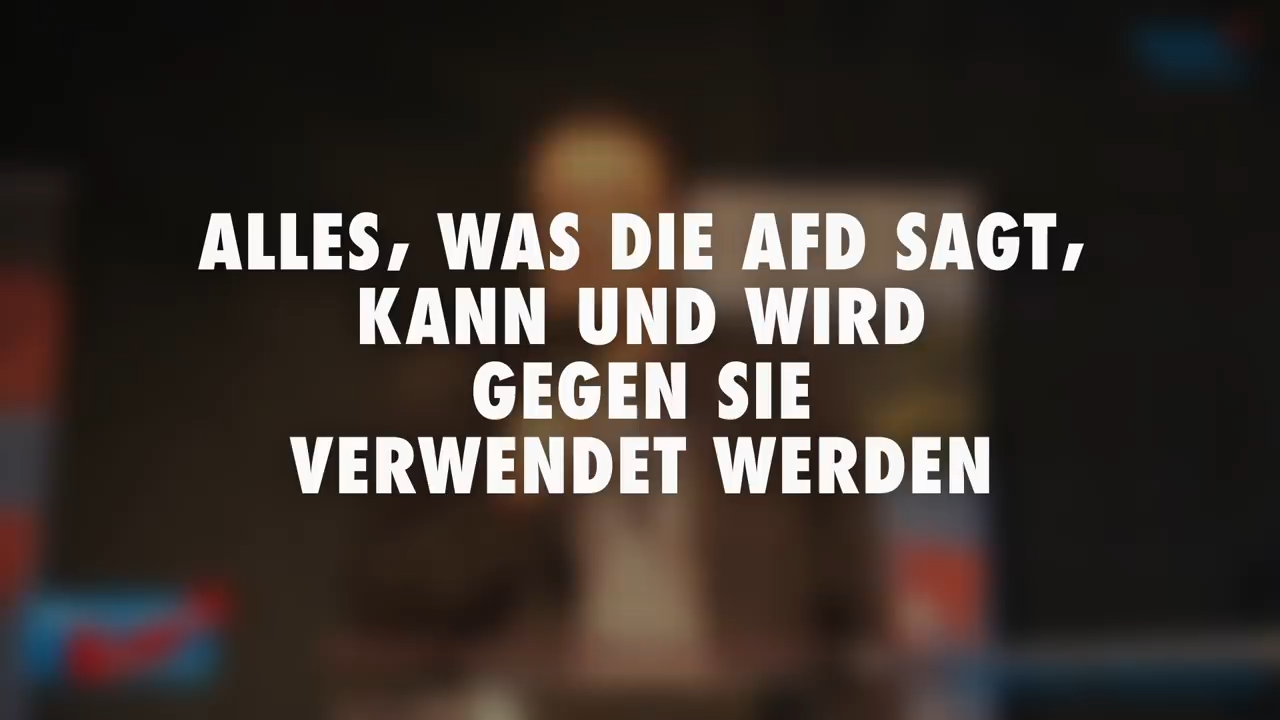 ALLES, WAS DIE AFD SAGT,
KANN UND WIRD
GEGEN SIE
VERWENDET WERDEN